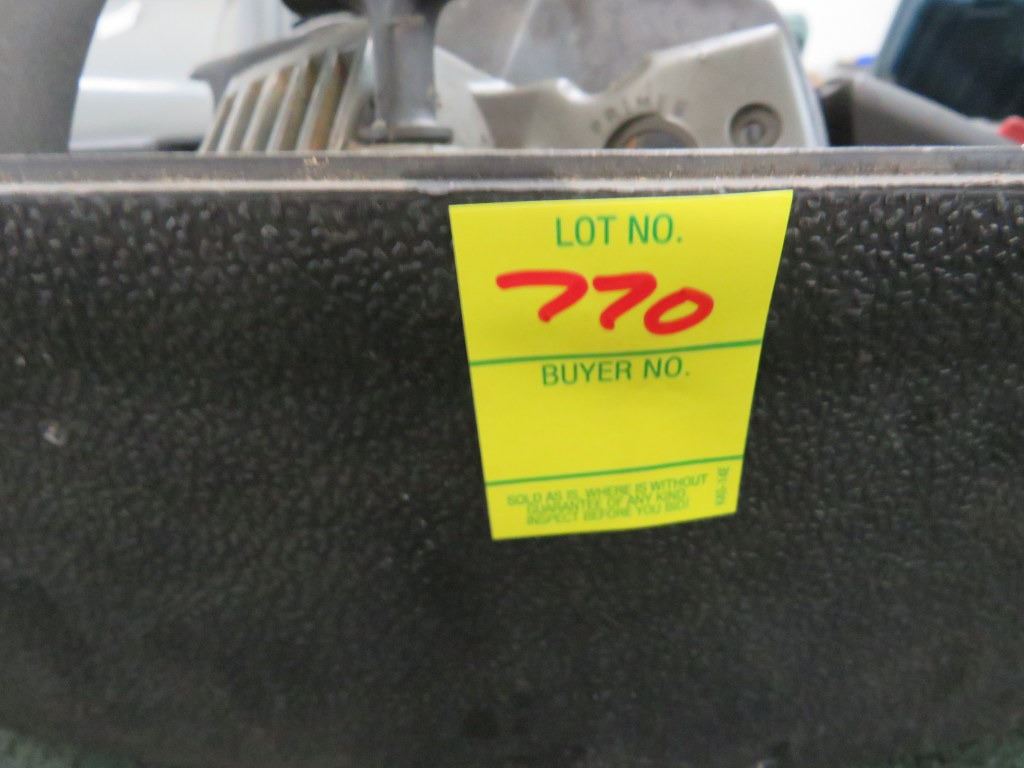 PRIMER
LOT NO.
770
BUYER NO.
SOLD AS IS, WHERE IS WITHOUT
GUARANTEE OF ANY KIND.
INSPECT BEFORE YOU BID!